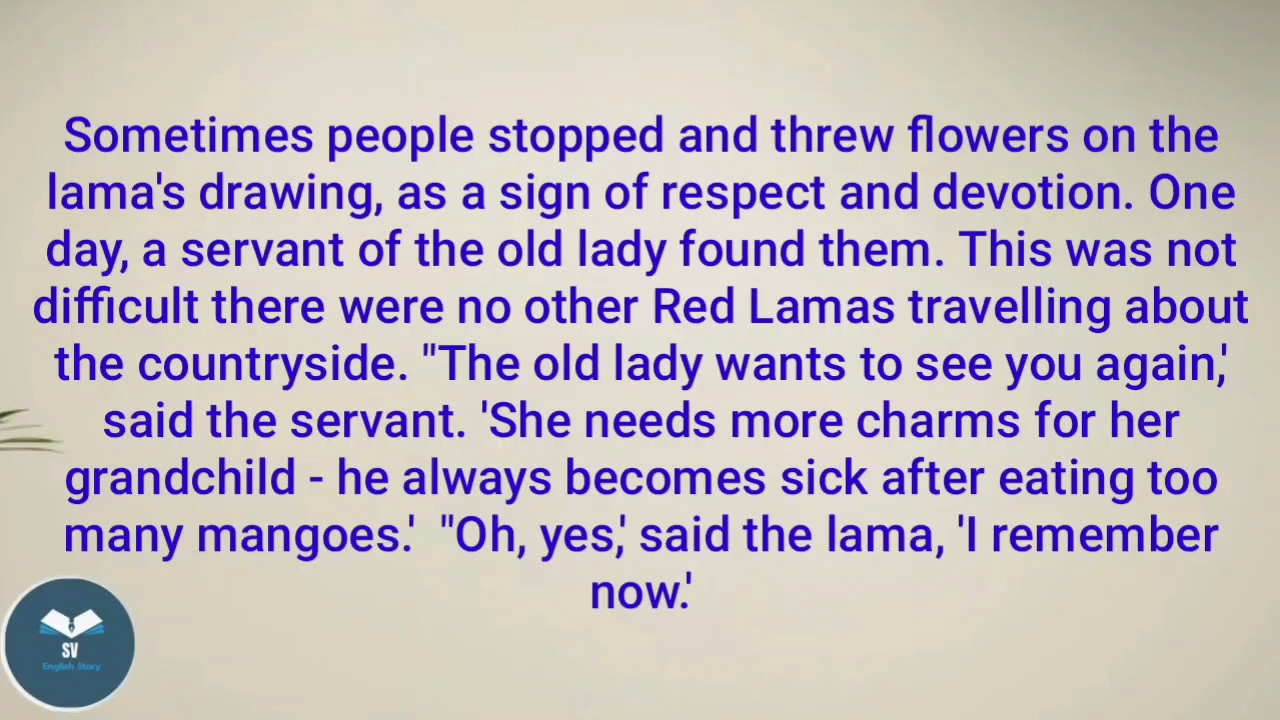 Sometimes people stopped and threw flowers on the
lama's drawing, as a sign of respect and devotion. One
day, a servant of the old lady found them. This was not
difficult there were no other Red Lamas travelling about
the countryside. "The old lady wants to see you again,'
said the servant. 'She needs more charms for her
grandchild - he always becomes sick after eating too
many mangoes.' "Oh, yes,' said the lama, 'I remember
now.'
SV
English Story